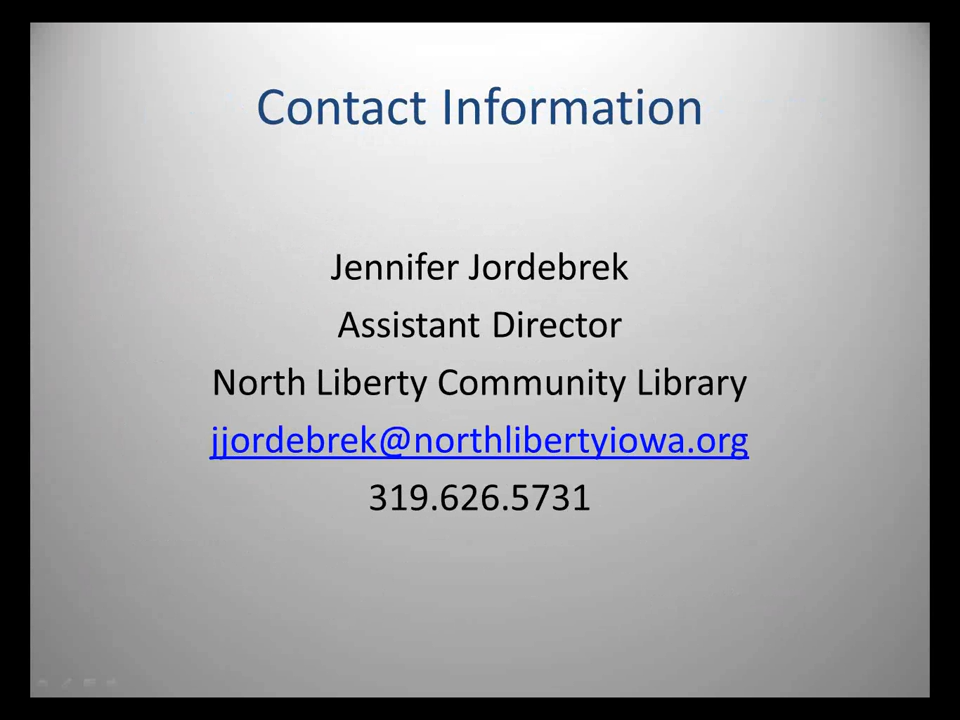 Contact Information
Jennifer Jordebrek
Assistant Director
North Liberty Community Library
jjordebrek@northlibertyiowa.org
319.626.5731